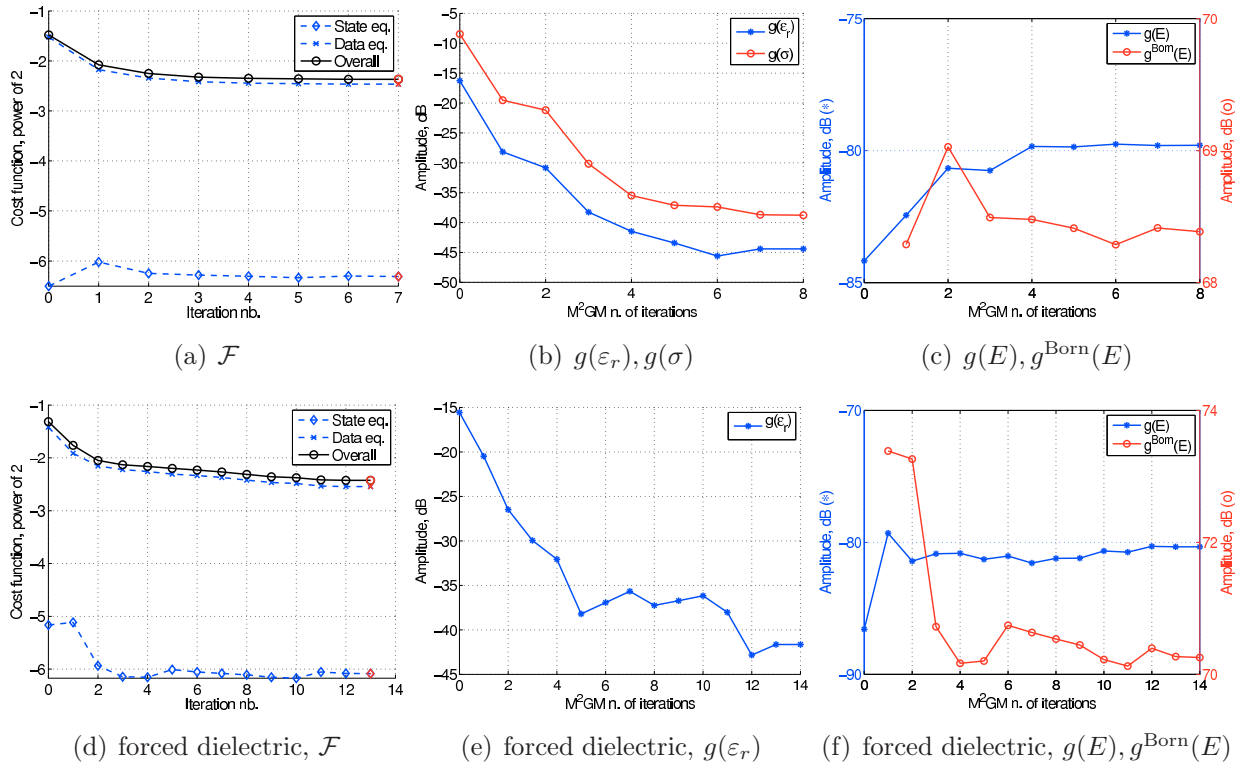 −1
−2
−3
−4
−5
−6
0 1 2 3 4 5 6 7
Cost function, power of 2
Iteration nb.
State eq.
Data eq.
Overall
(a) F
−5
−10
−15
−20
−25
−30
−35
−40
−45
−50
0 2 4 6 8
Amplitude, dB
M²GM n. of iterations
g(ε_r)
g(σ)
(b) g(ε_r), g(σ)
−75
−80
−85
0 2 4 6 8
Amplitude, dB (*)
M²GM n. of iterations
g(E)
g^Born(E)
70
69
68
Amplitude, dB (o)
(c) g(E), g^Born(E)
−1
−2
−3
−4
−5
−6
0 2 4 6 8 10 12 14
Cost function, power of 2
Iteration nb.
State eq.
Data eq.
Overall
(d) forced dielectric, F
−15
−20
−25
−30
−35
−40
−45
0 2 4 6 8 10 12 14
Amplitude, dB
M²GM n. of iterations
g(ε_r)
(e) forced dielectric, g(ε_r)
−70
−80
−90
0 2 4 6 8 10 12 14
Amplitude, dB (*)
M²GM n. of iterations
g(E)
g^Born(E)
74
72
70
Amplitude, dB (o)
(f) forced dielectric, g(E), g^Born(E)